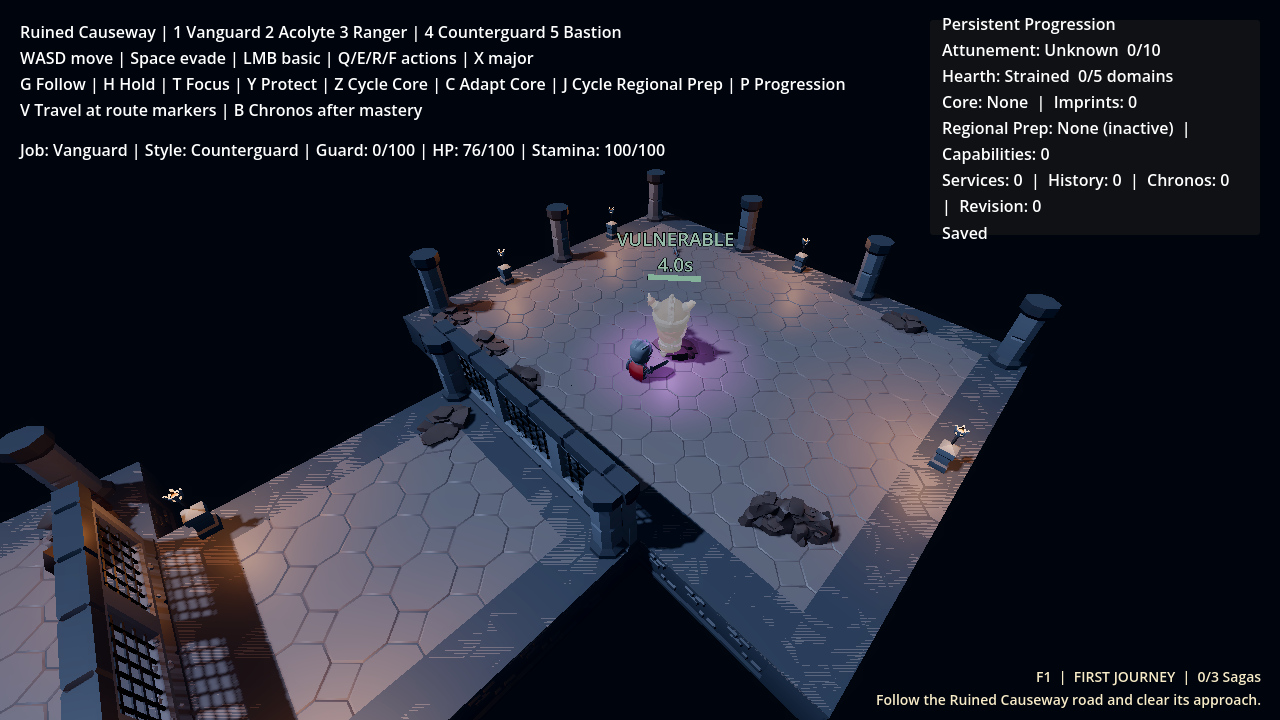 Ruined Causeway | 1 Vanguard 2 Acolyte 3 Ranger | 4 Counterguard 5 Bastion
WASD move | Space evade | LMB basic | Q/E/R/F actions | X major
G Follow | H Hold | T Focus | Y Protect | Z Cycle Core | C Adapt Core | J Cycle Regional Prep | P Progression
V Travel at route markers | B Chronos after mastery
Job: Vanguard | Style: Counterguard | Guard: 0/100 | HP: 76/100 | Stamina: 100/100
Persistent Progression
Attunement: Unknown 0/10
Hearth: Strained 0/5 domains
Core: None | Imprints: 0
Regional Prep: None (inactive) |
Capabilities: 0
Services: 0 | History: 0 | Chronos: 0
| Revision: 0
Saved
VULNERABLE
4.0s
F1 | FIRST JOURNEY | 0/3 Sagas
Follow the Ruined Causeway road and clear its approach.